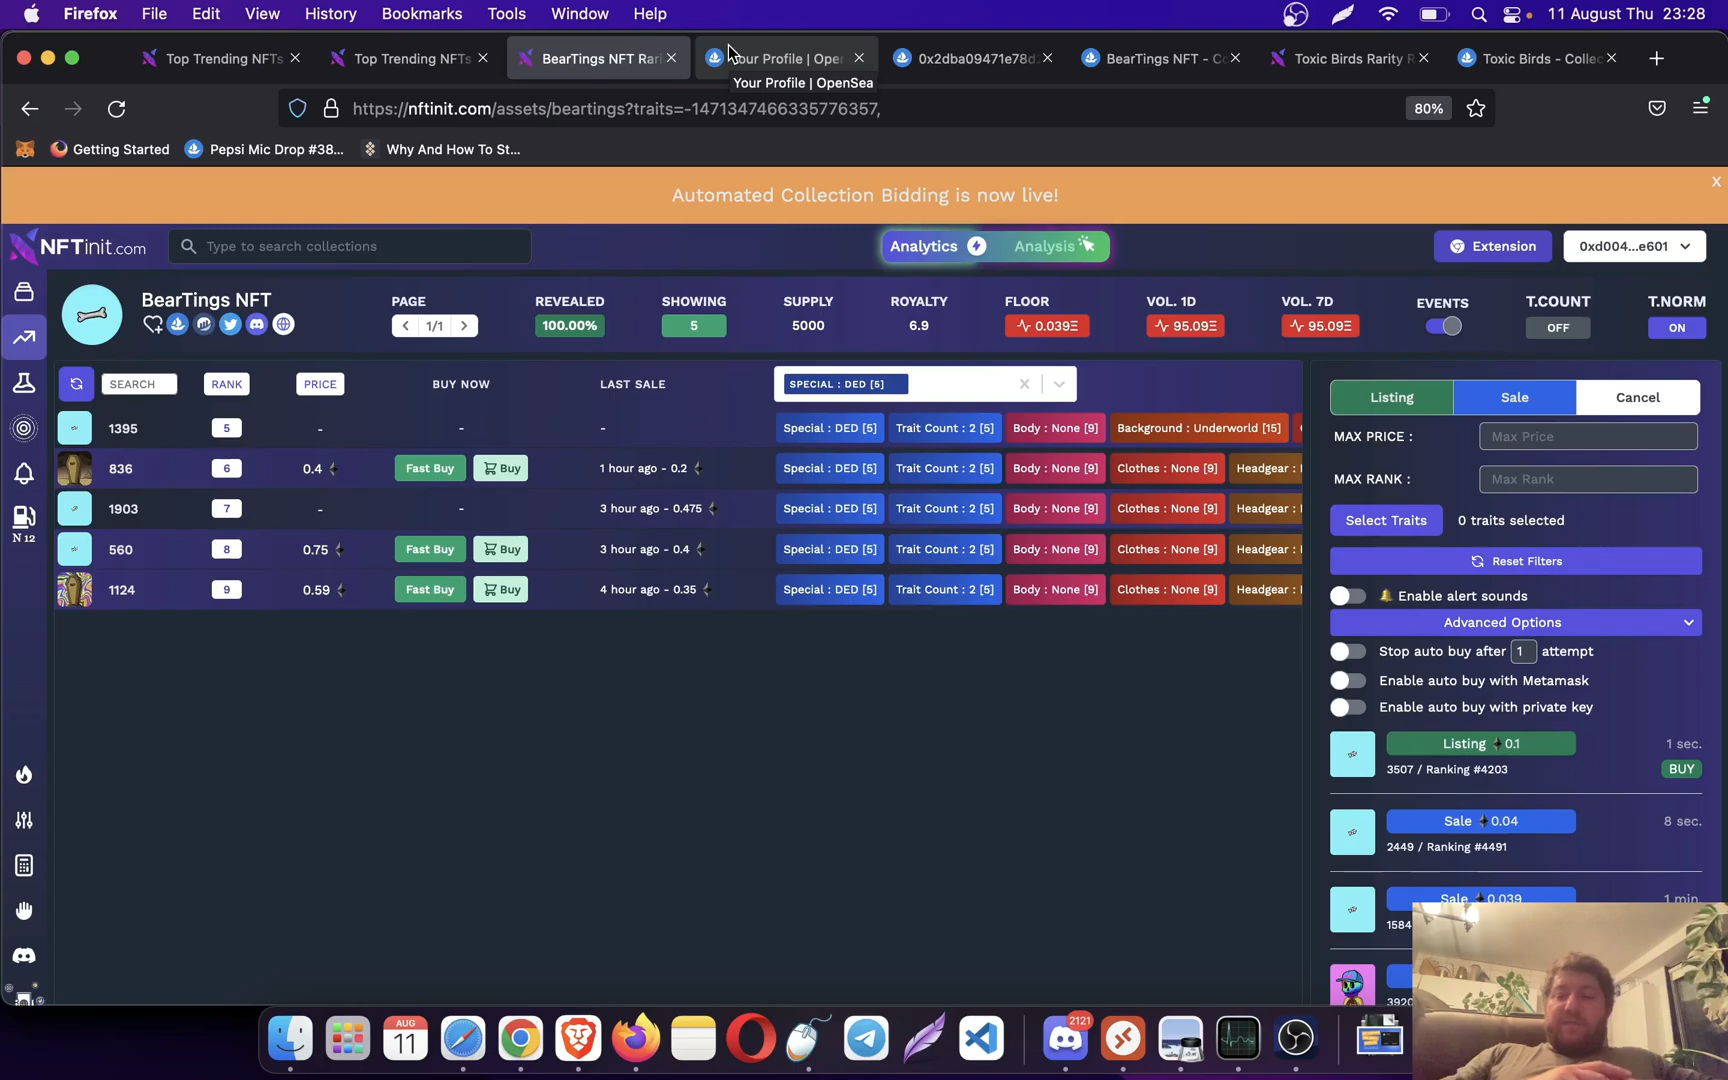 Firefox File Edit View History Bookmarks Tools Window Help 11 August Thu 23:28
Top Trending NFTs Top Trending NFTs BearTings NFT Rari Your Profile | Oper 0x2dba09471e78d BearTings NFT - Co Toxic Birds Rarity R Toxic Birds - Collec
Your Profile | OpenSea
https://nftinit.com/assets/beartings?traits=-1471347466335776357, 80%
Getting Started Pepsi Mic Drop #38... Why And How To St...
Automated Collection Bidding is now live! X
NFTinit.com Type to search collections Analytics Analysis Extension 0xd004...e601
BearTings NFT PAGE REVEALED SHOWING SUPPLY ROYALTY FLOOR VOL. 1D VOL. 7D EVENTS T.COUNT T.NORM
1/1 100.00% 5 5000 6.9 0.039Ξ 95.09Ξ 95.09Ξ OFF ON
SEARCH RANK PRICE BUY NOW LAST SALE SPECIAL : DED [5]
1395 5 - - - Special : DED [5] Trait Count : 2 [5] Body : None [9] Background : Underworld [15]
836 6 0.4 Fast Buy Buy 1 hour ago - 0.2 Special : DED [5] Trait Count : 2 [5] Body : None [9] Clothes : None [9] Headgear :
1903 7 - - 3 hour ago - 0.475 Special : DED [5] Trait Count : 2 [5] Body : None [9] Clothes : None [9] Headgear :
560 8 0.75 Fast Buy Buy 3 hour ago - 0.4 Special : DED [5] Trait Count : 2 [5] Body : None [9] Clothes : None [9] Headgear :
1124 9 0.59 Fast Buy Buy 4 hour ago - 0.35 Special : DED [5] Trait Count : 2 [5] Body : None [9] Clothes : None [9] Headgear :
N 12
Listing Sale Cancel
MAX PRICE : Max Price
MAX RANK : Max Rank
Select Traits 0 traits selected
Reset Filters
Enable alert sounds
Advanced Options
Stop auto buy after 1 attempt
Enable auto buy with Metamask
Enable auto buy with private key
Listing 0.1 1 sec.
3507 / Ranking #4203 BUY
Sale 0.04 8 sec.
2449 / Ranking #4491
Sale 0.039 1 min.
1584
3920
AUG
11
2121